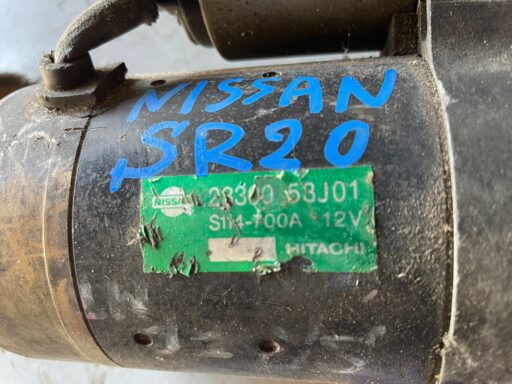 NISSAN
SR20
NISSAN 23300 53J01
S114-700A 12V
HITACHI